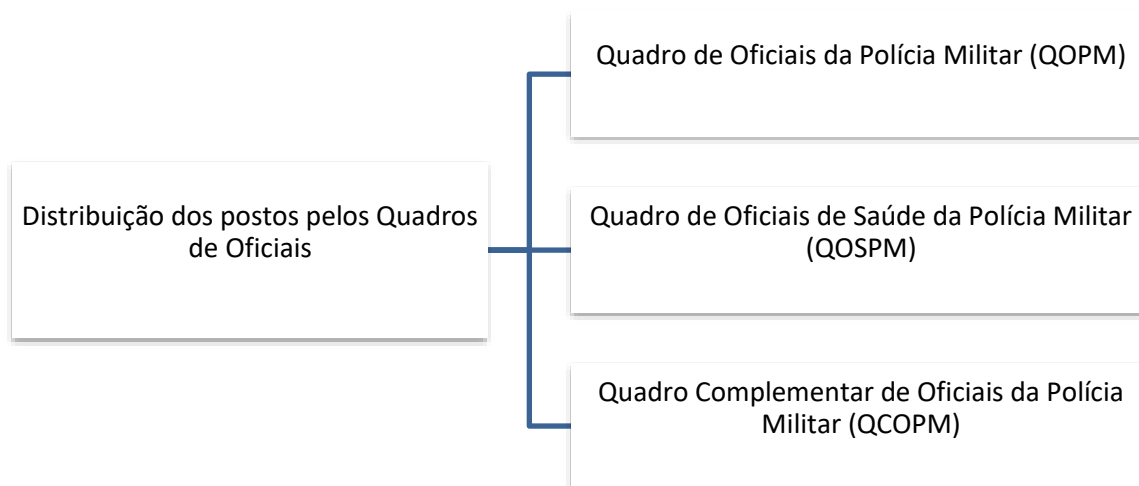 Distribuição dos postos pelos Quadros
de Oficiais
Quadro de Oficiais da Polícia Militar (QOPM)
Quadro de Oficiais de Saúde da Polícia Militar
(QOSPM)
Quadro Complementar de Oficiais da Polícia
Militar (QCOPM)